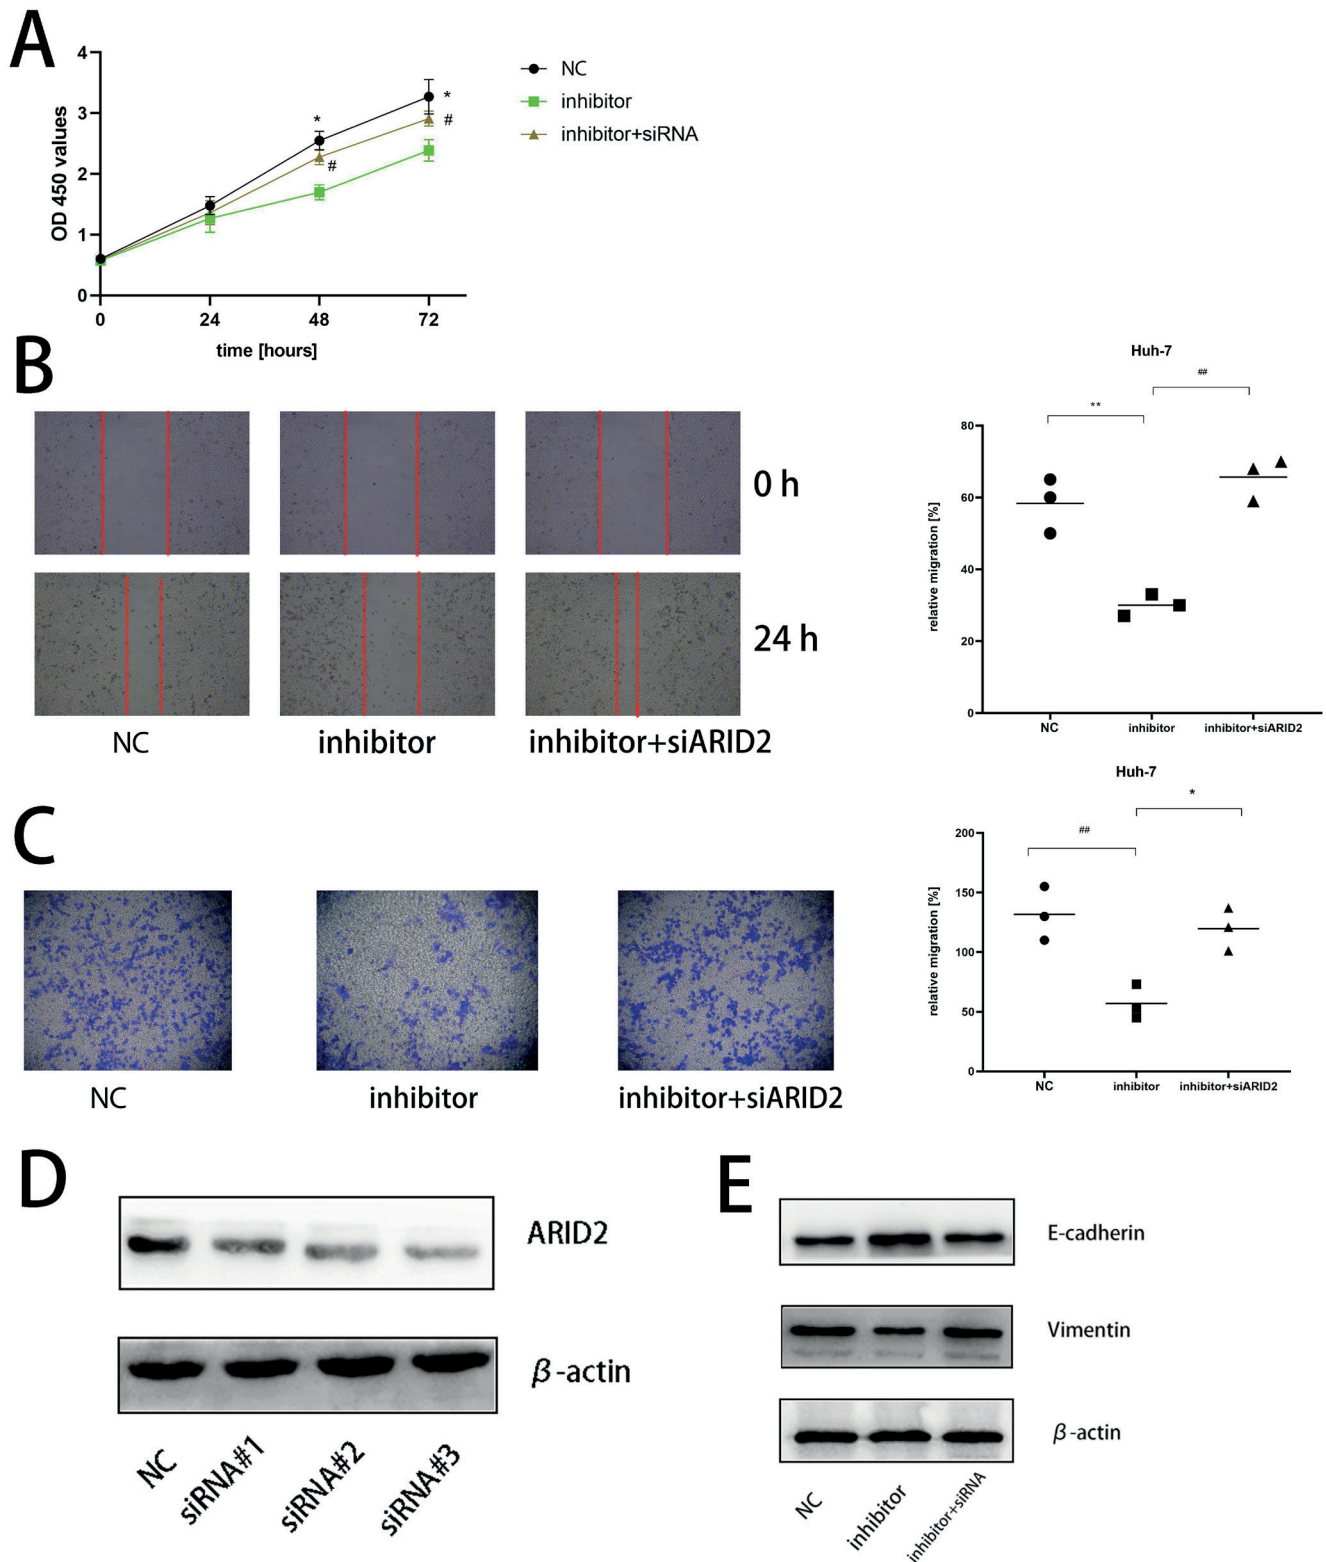 A
4
3
2
1
0
OD 450 values
0 24 48 72
time [hours]
*
#
*
#
NC
inhibitor
inhibitor+siRNA
B
0 h
24 h
NC inhibitor inhibitor+siARID2
Huh-7
##
**
80
60
40
20
0
relative migration [%]
NC inhibitor inhibitor+siARID2
C
NC inhibitor inhibitor+siARID2
Huh-7
*
##
200
150
100
50
0
relative migration [%]
NC inhibitor inhibitor+siARID2
D
ARID2
β-actin
NC siRNA#1 siRNA#2 siRNA#3
E
E-cadherin
Vimentin
β-actin
NC inhibitor inhibitor+siRNA